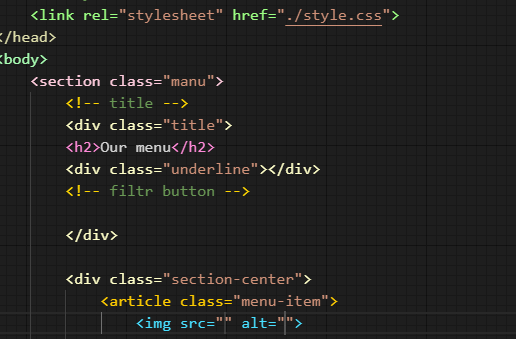 <link rel="stylesheet" href="./style.css">
</head>
<body>
<section class="manu">
<!-- title -->
<div class="title">
<h2>Our menu</h2>
<div class="underline"></div>
<!-- filtr button -->
</div>
<div class="section-center">
<article class="menu-item">
<img src="" alt="">